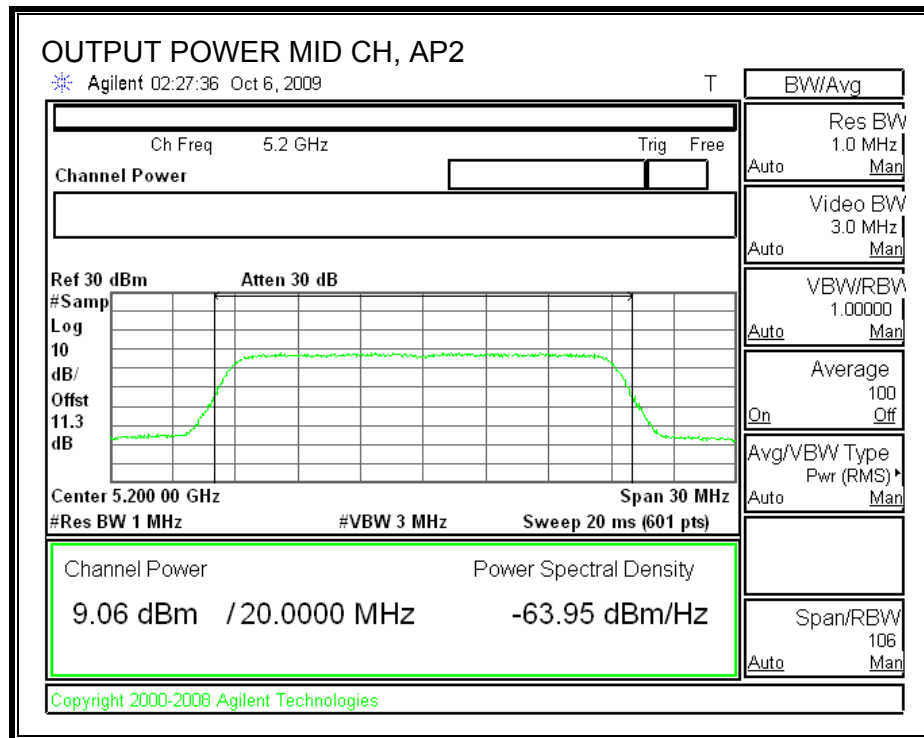 OUTPUT POWER MID CH, AP2
Agilent 02:27:36 Oct 6, 2009 T
Ch Freq 5.2 GHz Trig Free
Channel Power
Ref 30 dBm Atten 30 dB
#Samp
Log
10
dB/
Offst
11.3
dB
Center 5.200 00 GHz Span 30 MHz
#Res BW 1 MHz #VBW 3 MHz Sweep 20 ms (601 pts)
Channel Power Power Spectral Density
9.06 dBm / 20.0000 MHz -63.95 dBm/Hz
Copyright 2000-2008 Agilent Technologies
BW/Avg
Res BW
1.0 MHz
Auto Man
Video BW
3.0 MHz
Auto Man
VBW/RBW
1.00000
Auto Man
Average
100
On Off
Avg/VBW Type
Pwr (RMS)
Auto Man
Span/RBW
106
Auto Man